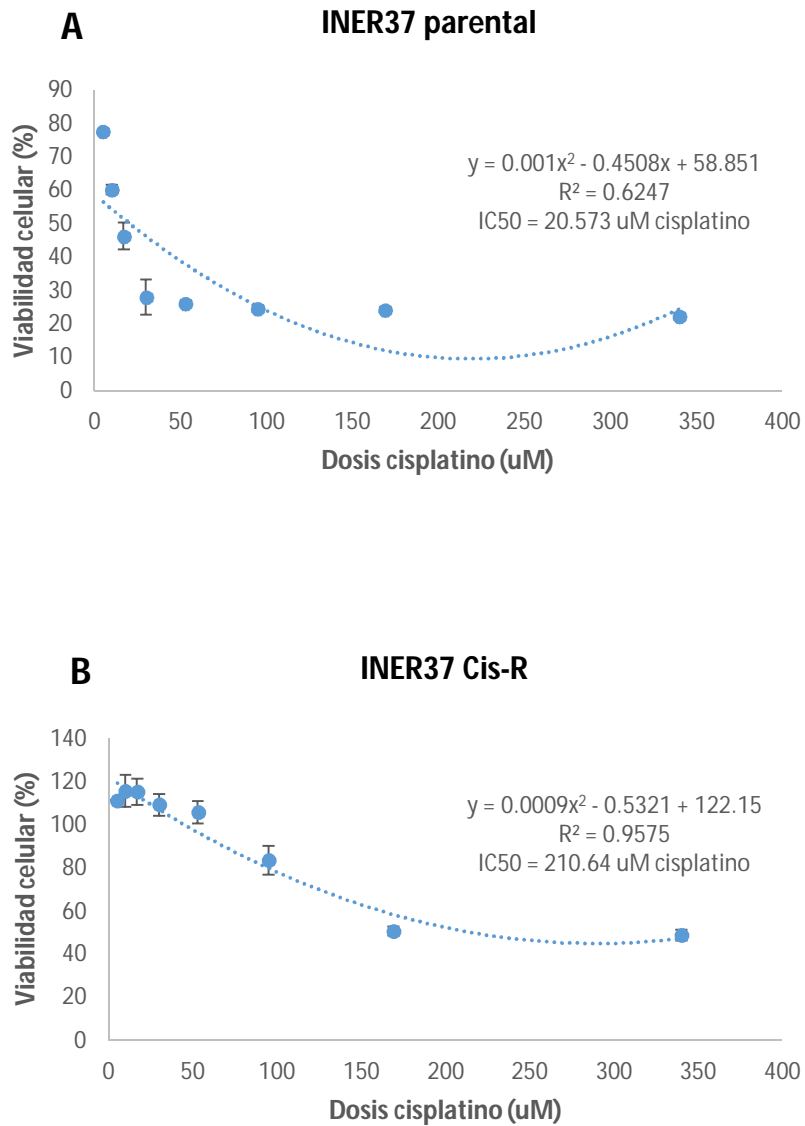 A
INER37 parental
Viabilidad celular (%)
90
80
70
60
50
40
30
20
10
0
y = 0.001x² - 0.4508x + 58.851
R² = 0.6247
IC50 = 20.573 uM cisplatino
0 50 100 150 200 250 300 350 400
Dosis cisplatino (uM)
B
INER37 Cis-R
Viabilidad celular (%)
140
120
100
80
60
40
20
0
y = 0.0009x² - 0.5321 + 122.15
R² = 0.9575
IC50 = 210.64 uM cisplatino
0 50 100 150 200 250 300 350 400
Dosis cisplatino (uM)